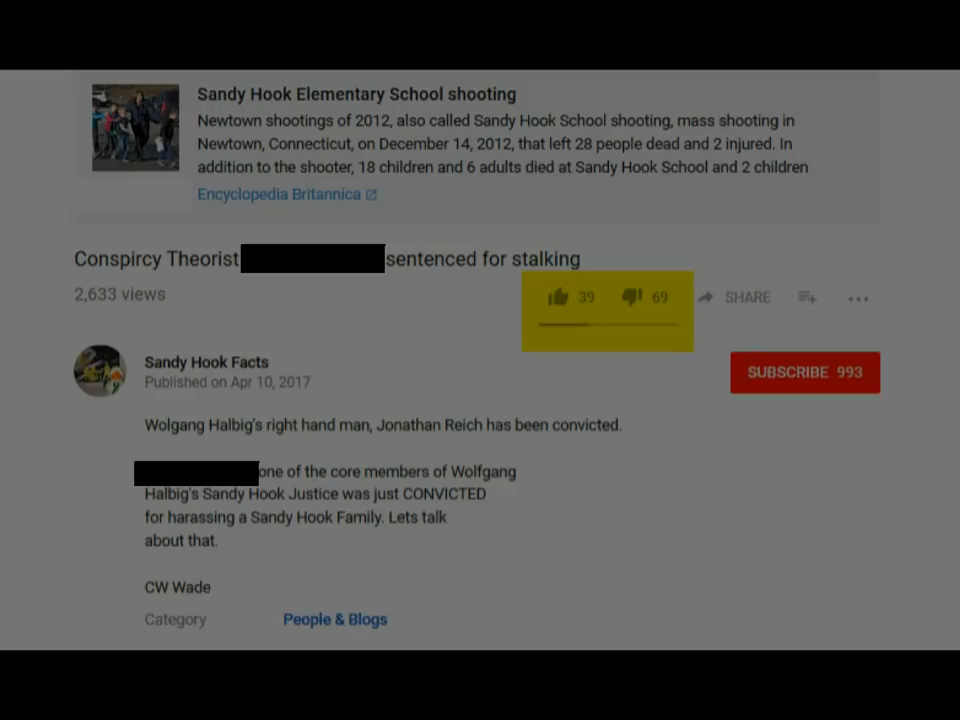 Sandy Hook Elementary School shooting
Newtown shootings of 2012, also called Sandy Hook School shooting, mass shooting in
Newtown, Connecticut, on December 14, 2012, that left 28 people dead and 2 injured. In
addition to the shooter, 18 children and 6 adults died at Sandy Hook School and 2 children
Encyclopedia Britannica
Conspircy Theorist sentenced for stalking
2,633 views
39 69 SHARE
Sandy Hook Facts
Published on Apr 10, 2017
SUBSCRIBE 993
Wolgang Halbig's right hand man, Jonathan Reich has been convicted.
one of the core members of Wolfgang
Halbig's Sandy Hook Justice was just CONVICTED
for harassing a Sandy Hook Family. Lets talk
about that.
CW Wade
Category People & Blogs